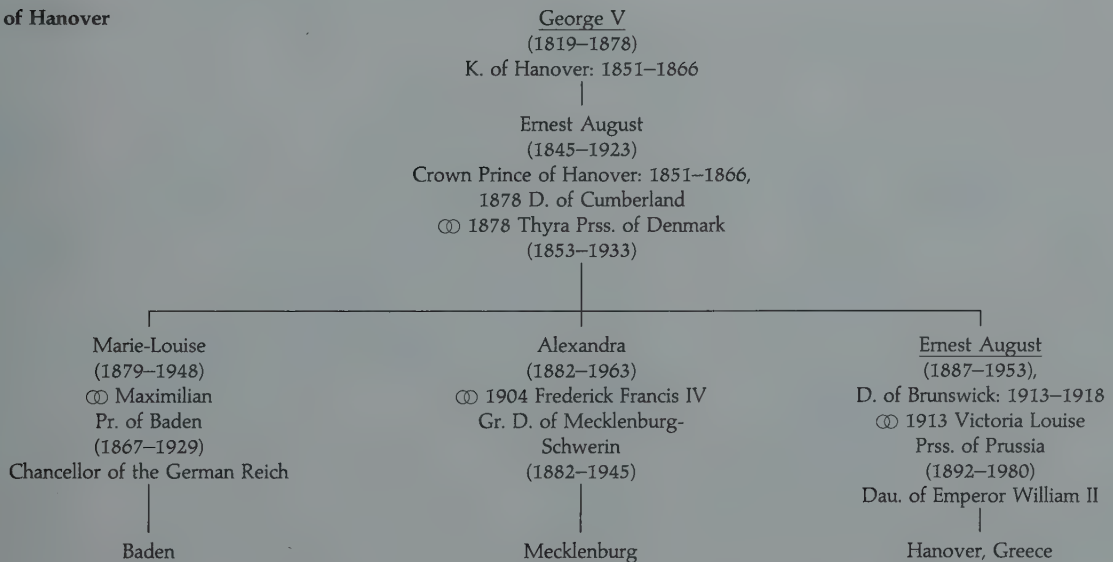 of Hanover
George V
(1819–1878)
K. of Hanover: 1851–1866
Ernest August
(1845–1923)
Crown Prince of Hanover: 1851–1866,
1878 D. of Cumberland
⚭ 1878 Thyra Prss. of Denmark
(1853–1933)
Marie-Louise
(1879–1948)
⚭ Maximilian
Pr. of Baden
(1867–1929)
Chancellor of the German Reich
Baden
Alexandra
(1882–1963)
⚭ 1904 Frederick Francis IV
Gr. D. of Mecklenburg-
Schwerin
(1882–1945)
Mecklenburg
Ernest August
(1887–1953),
D. of Brunswick: 1913–1918
⚭ 1913 Victoria Louise
Prss. of Prussia
(1892–1980)
Dau. of Emperor William II
Hanover, Greece